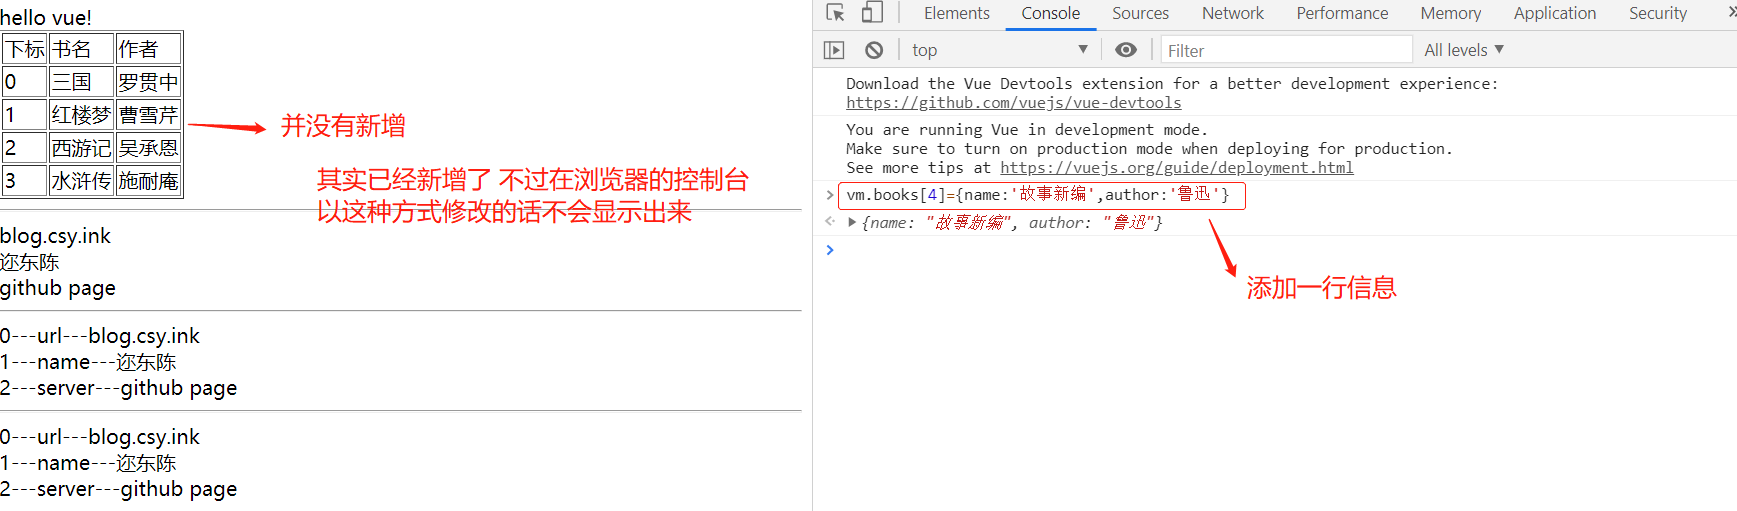 hello vue!
下标 书名 作者
0 三国 罗贯中
1 红楼梦 曹雪芹
2 西游记 吴承恩
3 水浒传 施耐庵
并没有新增
其实已经新增了 不过在浏览器的控制台
以这种方式修改的话不会显示出来
blog.csy.ink
迩东陈
github page
0---url---blog.csy.ink
1---name---迩东陈
2---server---github page
0---url---blog.csy.ink
1---name---迩东陈
2---server---github page
Elements Console Sources Network Performance Memory Application Security »
top ▼ Filter All levels ▼
Download the Vue Devtools extension for a better development experience:
https://github.com/vuejs/vue-devtools
You are running Vue in development mode.
Make sure to turn on production mode when deploying for production.
See more tips at https://vuejs.org/guide/deployment.html
> vm.books[4]={name:'故事新编',author:'鲁迅'}
{name: "故事新编", author: "鲁迅"}
>
添加一行信息